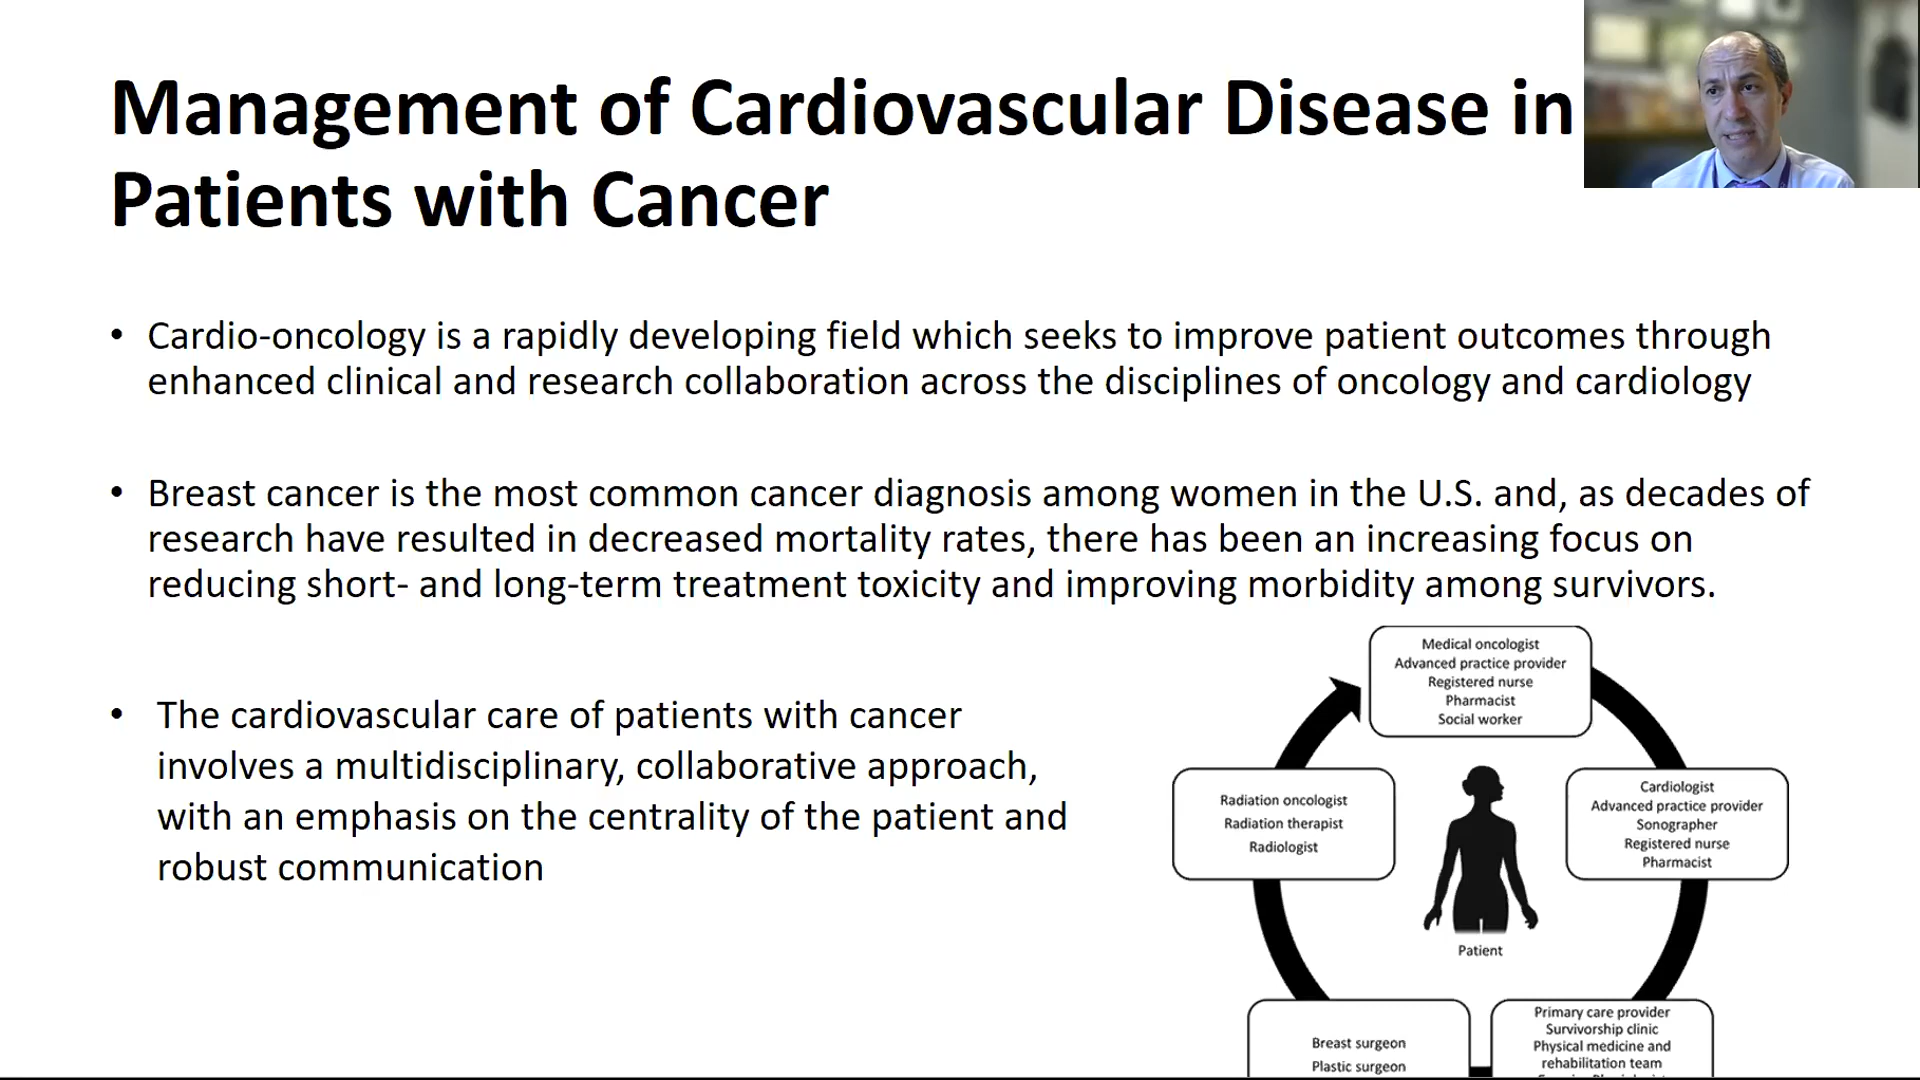 Management of Cardiovascular Disease in
Patients with Cancer
• Cardio-oncology is a rapidly developing field which seeks to improve patient outcomes through
enhanced clinical and research collaboration across the disciplines of oncology and cardiology
• Breast cancer is the most common cancer diagnosis among women in the U.S. and, as decades of
research have resulted in decreased mortality rates, there has been an increasing focus on
reducing short- and long-term treatment toxicity and improving morbidity among survivors.
• The cardiovascular care of patients with cancer
involves a multidisciplinary, collaborative approach,
with an emphasis on the centrality of the patient and
robust communication
Medical oncologist
Advanced practice provider
Registered nurse
Pharmacist
Social worker
Radiation oncologist
Radiation therapist
Radiologist
Cardiologist
Advanced practice provider
Sonographer
Registered nurse
Pharmacist
Patient
Breast surgeon
Plastic surgeon
Primary care provider
Survivorship clinic
Physical medicine and
rehabilitation team